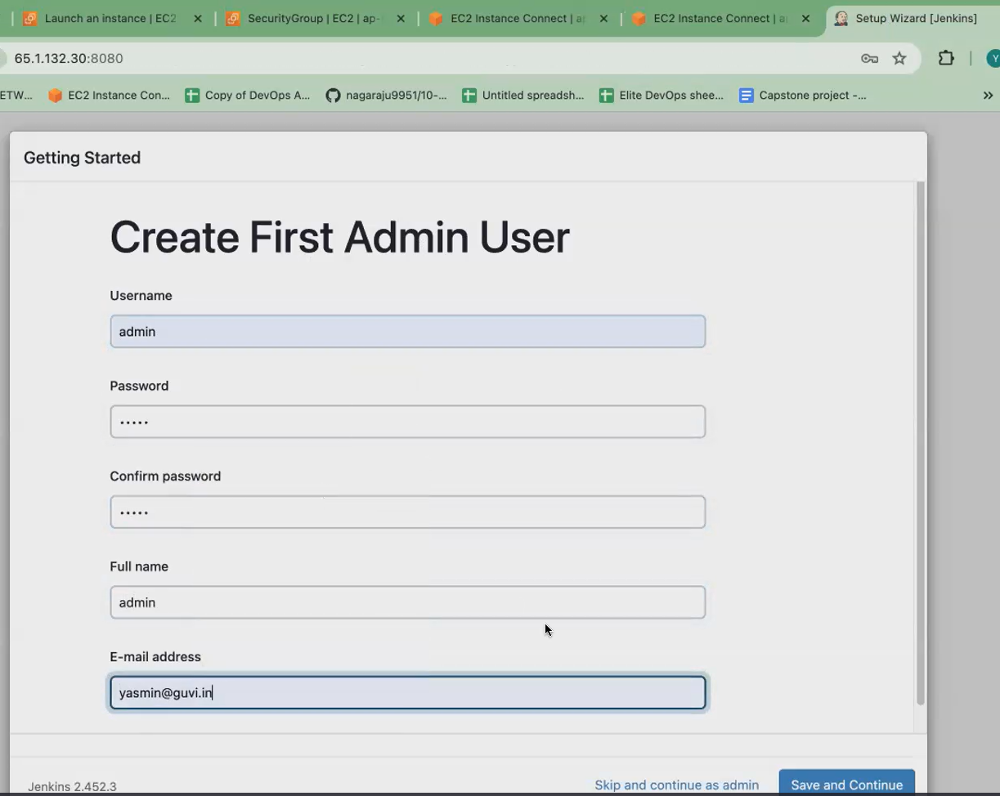 Launch an instance | EC2
SecurityGroup | EC2 | ap-
EC2 Instance Connect | a
EC2 Instance Connect | a
Setup Wizard [Jenkins]
65.1.132.30:8080
Y
ETW...
EC2 Instance Con...
Copy of DevOps A...
nagaraju9951/10-...
Untitled spreadsh...
Elite DevOps shee...
Capstone project -...
»
Getting Started
Create First Admin User
Username
admin
Password
•••••
Confirm password
•••••
Full name
admin
E-mail address
yasmin@guvi.in
Jenkins 2.452.3
Skip and continue as admin
Save and Continue